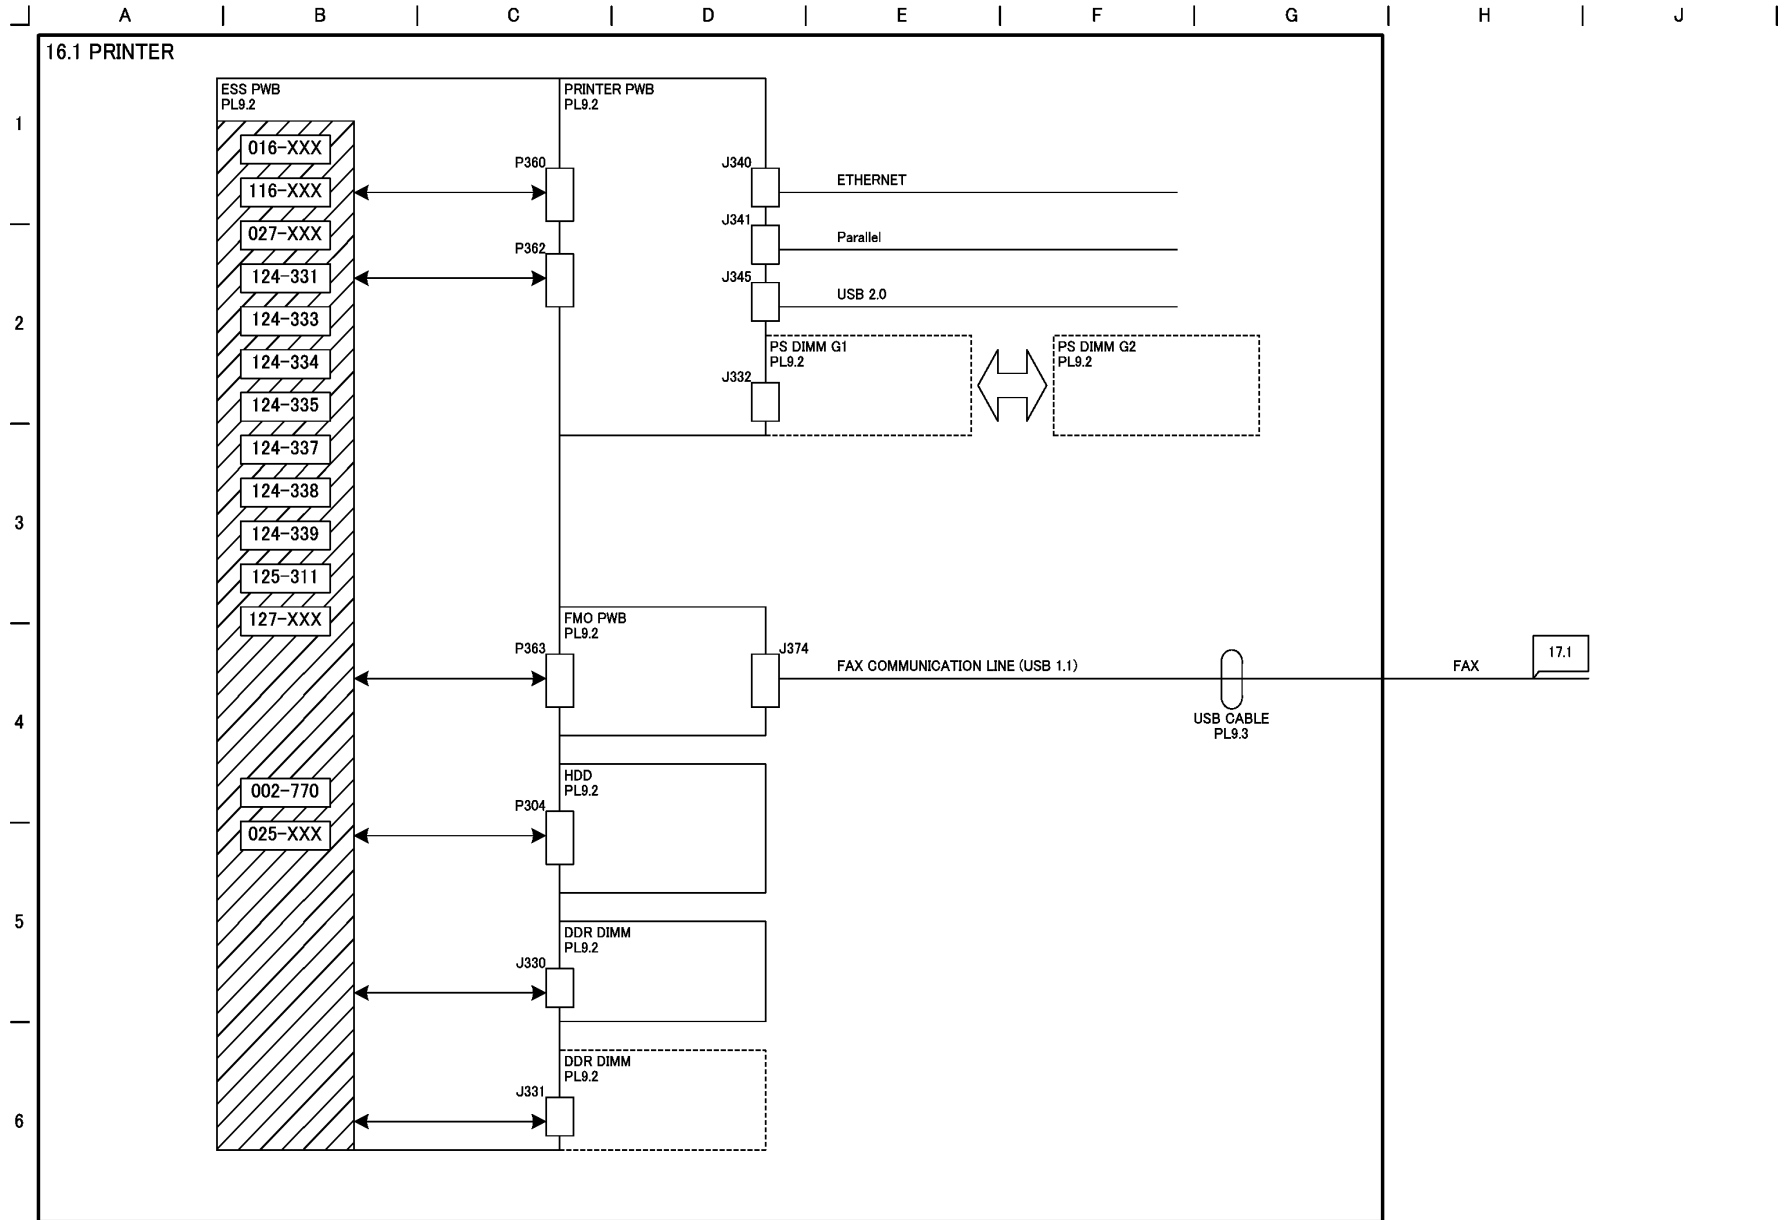 A B C D E F G H J
16.1 PRINTER
ESS PWB
PL9.2
PRINTER PWB
PL9.2
1
016-XXX
P360
J340
116-XXX
ETHERNET
J341
027-XXX
P362
Parallel
124-331
J345
USB 2.0
124-333
2
PS DIMM G1
PL9.2
PS DIMM G2
PL9.2
124-334
J332
124-335
124-337
124-338
3
124-339
125-311
127-XXX
FMO PWB
PL9.2
P363
J374
FAX COMMUNICATION LINE (USB 1.1)
FAX
17.1
4
USB CABLE
PL9.3
HDD
PL9.2
002-770
P304
025-XXX
5
DDR DIMM
PL9.2
J330
DDR DIMM
PL9.2
J331
6